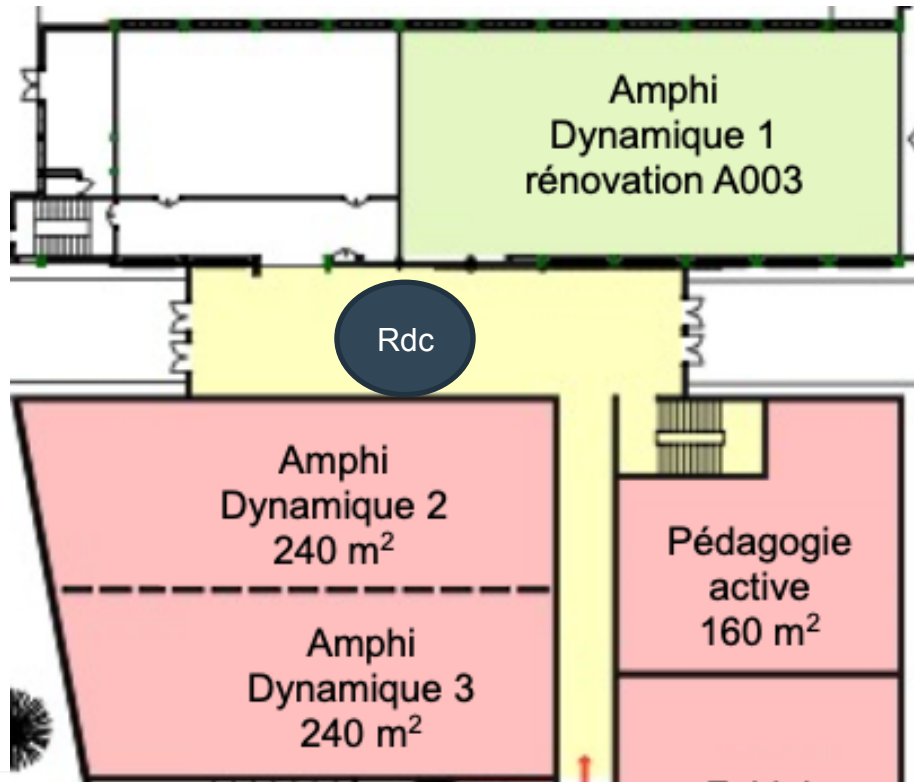 Amphi
Dynamique 1
rénovation A003
Rdc
Amphi
Dynamique 2
240 m²
Pédagogie
active
160 m²
Amphi
Dynamique 3
240 m²